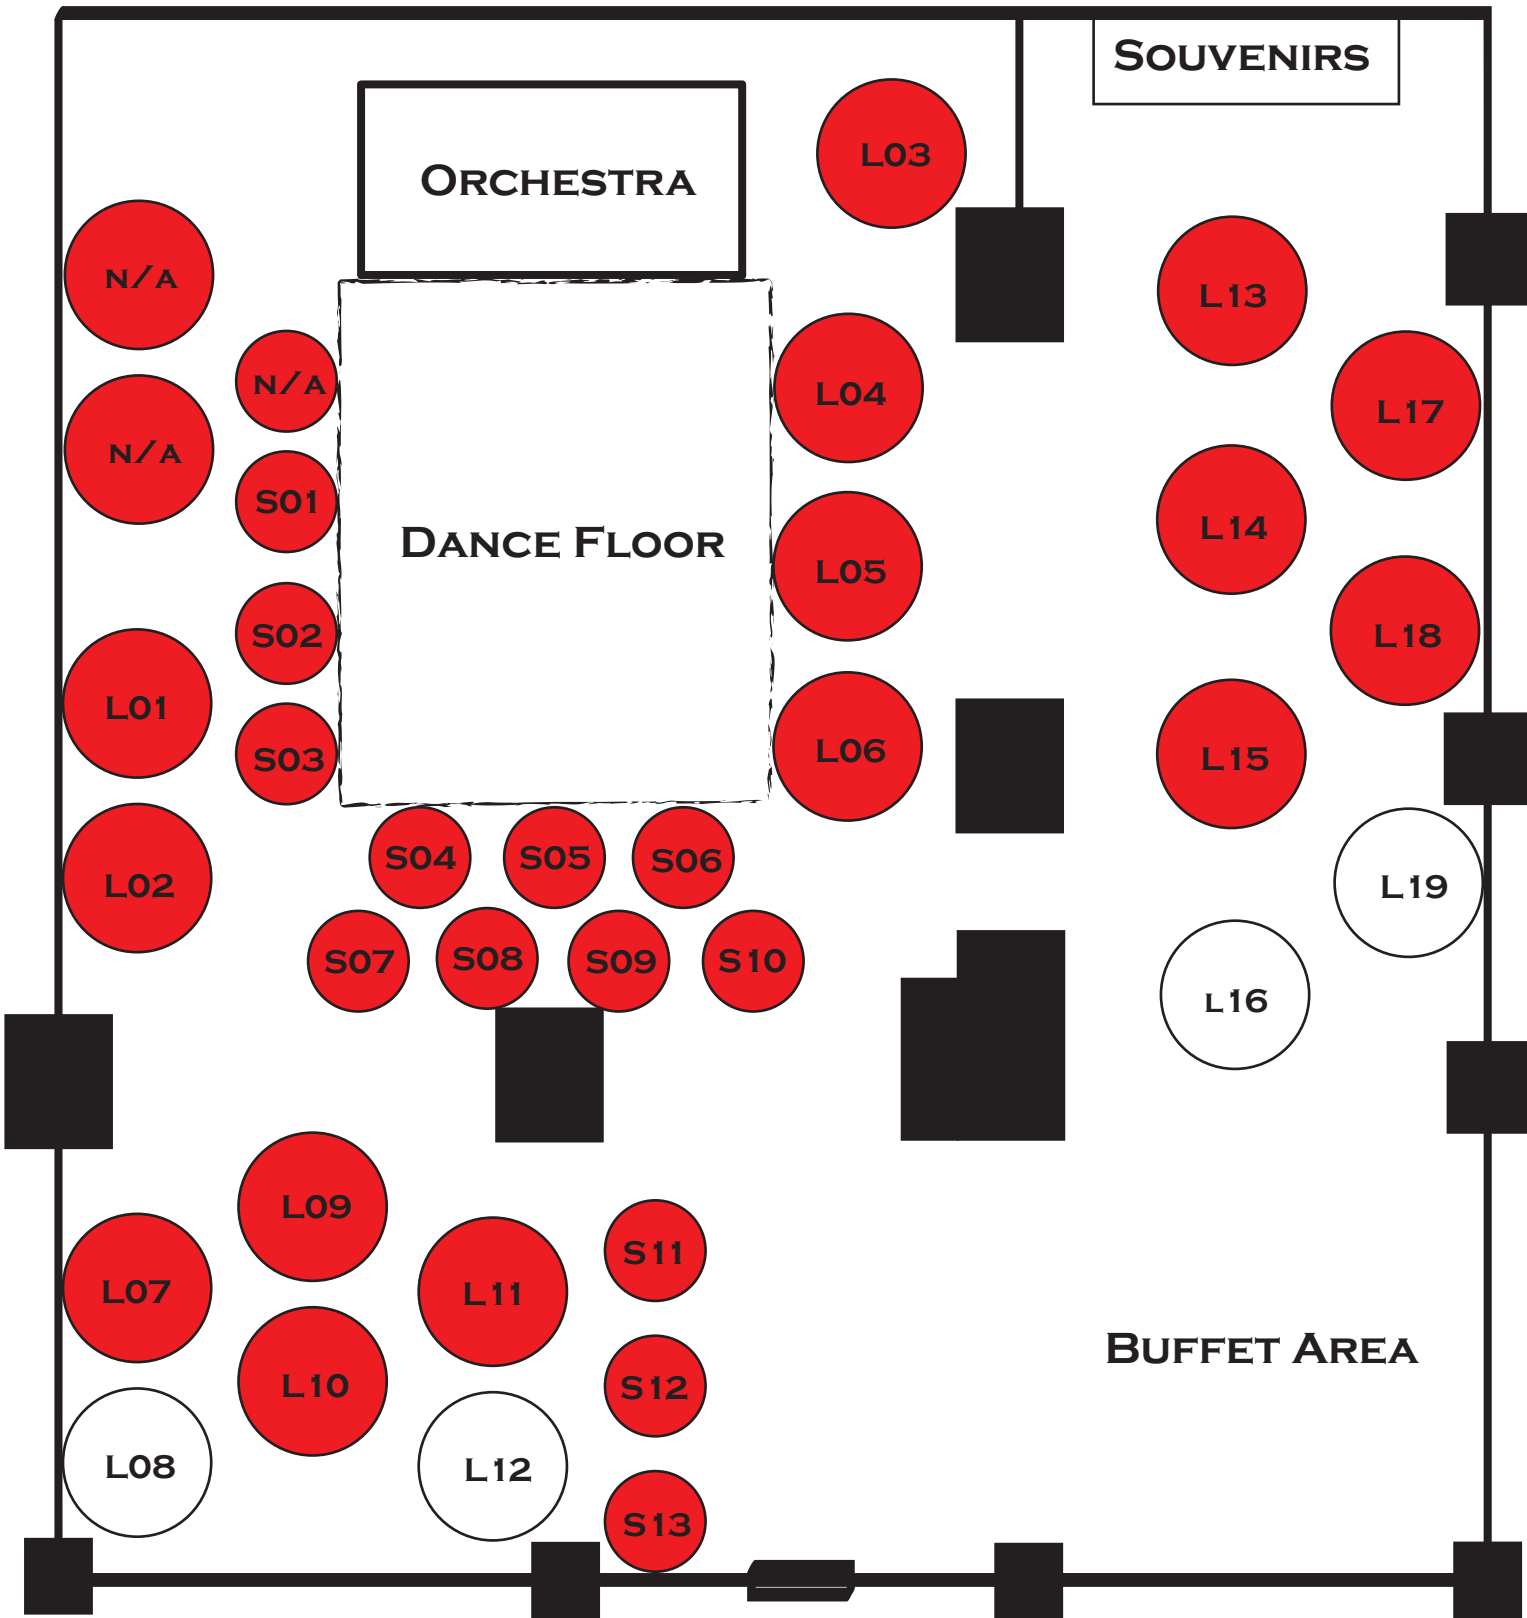 SOUVENIRS
ORCHESTRA
L03
N/A
L13
N/A
L04
L17
N/A
S01
DANCE FLOOR
L14
L05
S02
L18
L01
S03
L06
L15
S04
S05
S06
L02
L19
S07
S08
S09
S10
L16
L09
S11
L07
L11
BUFFET AREA
L10
S12
L08
L12
S13